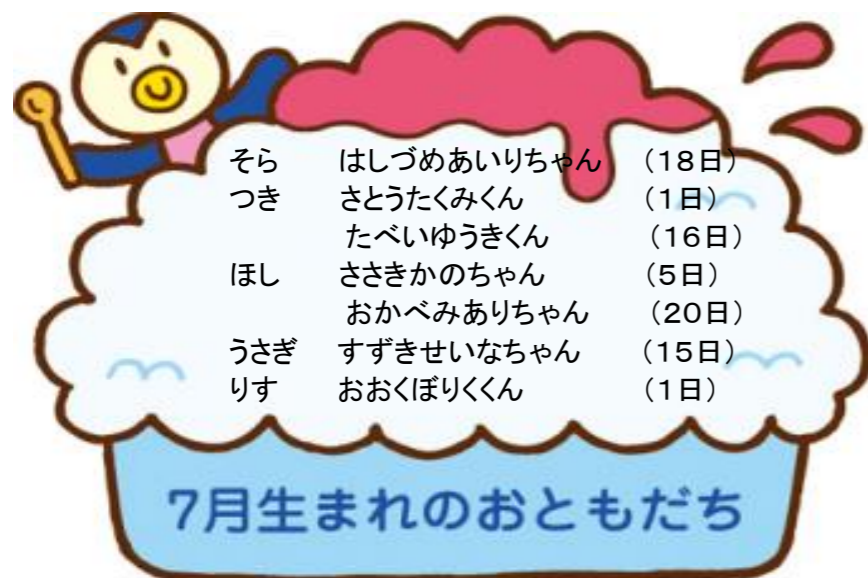 そら　はしづめあいりちゃん　（18日）
つき　さとうたくみくん　（1日）
たべいゆうきくん　（16日）
ほし　ささきかのちゃん　（5日）
おかべみありちゃん　（20日）
うさぎ　すずきせいなちゃん　（15日）
りす　おおくぼりくくん　（1日）
7月生まれのおともだち